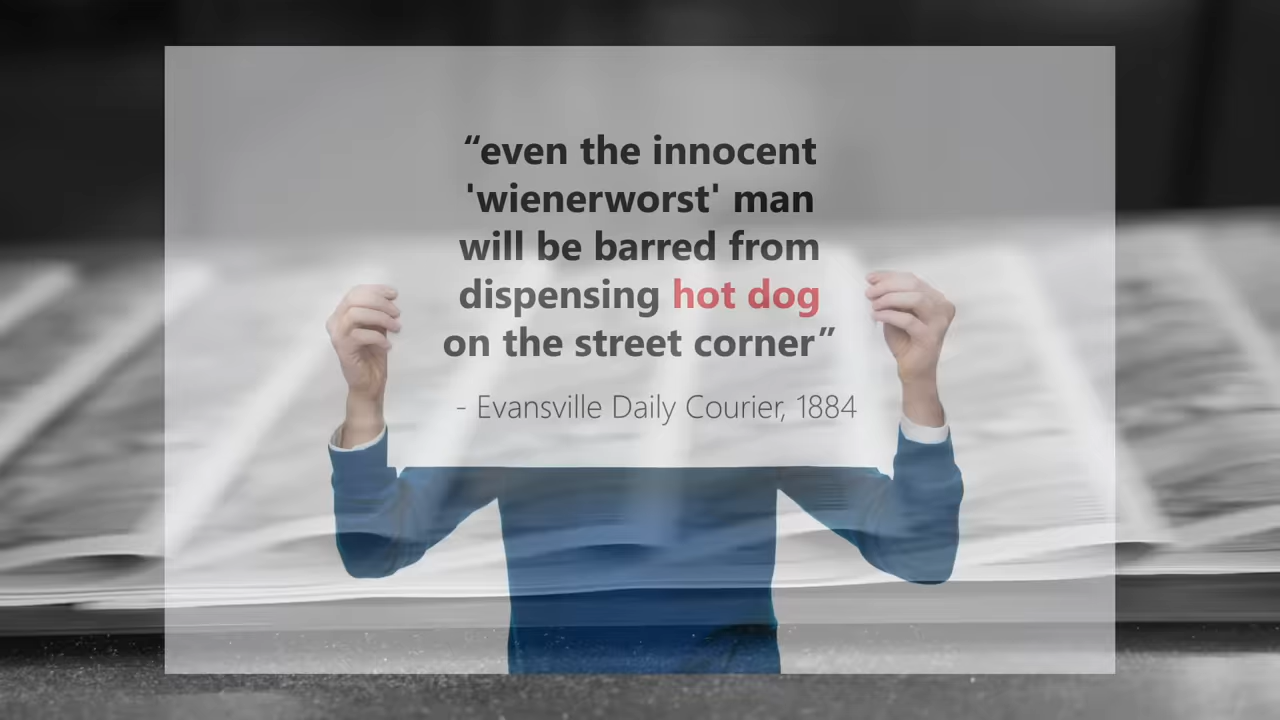 “even the innocent
'wienerworst' man
will be barred from
dispensing hot dog
on the street corner”
- Evansville Daily Courier, 1884